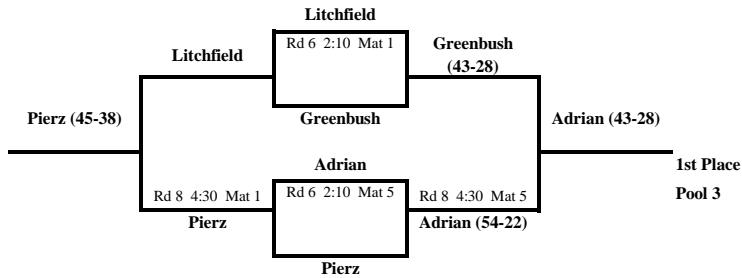 Litchfield
Rd 6 2:10 Mat 1
Litchfield
Greenbush
(43-28)
Pierz (45-38)
Greenbush
Adrian (43-28)
Adrian
1st Place
Rd 8 4:30 Mat 1
Rd 6 2:10 Mat 5
Rd 8 4:30 Mat 5
Pool 3
Pierz
Adrian (54-22)
Pierz